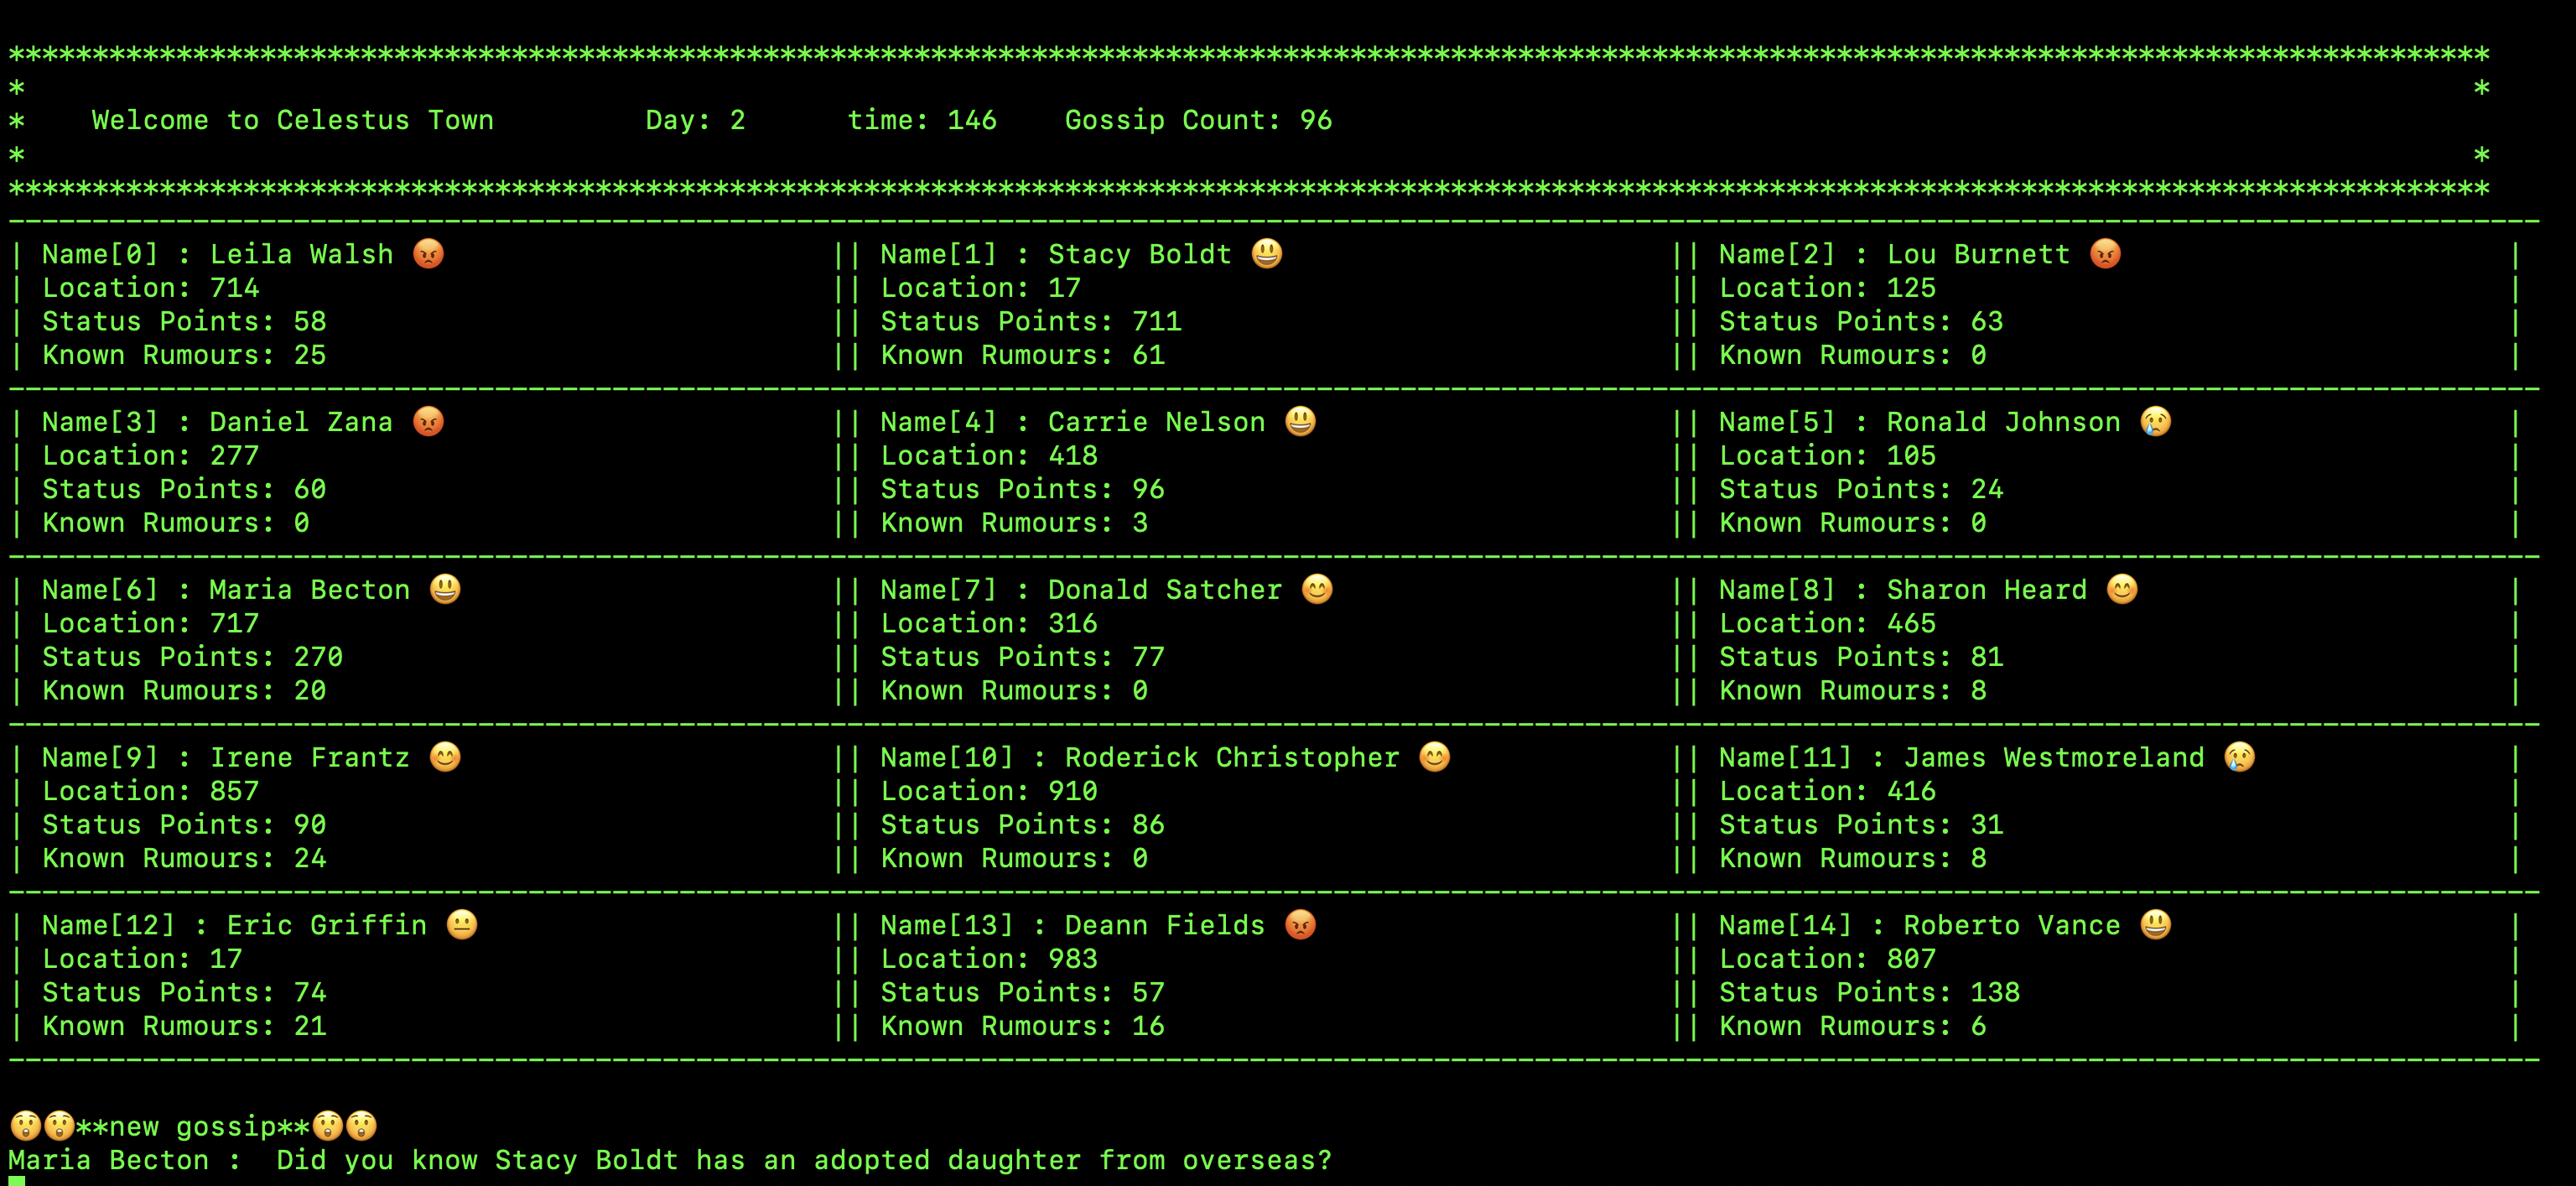 ****************************************************************************************************************************************************
* *
* Welcome to Celestus Town Day: 2 time: 146 Gossip Count: 96
* *
****************************************************************************************************************************************************
| Name[0] : Leila Walsh 😡 || Name[1] : Stacy Boldt 😃 || Name[2] : Lou Burnett 😡 |
| Location: 714 || Location: 17 || Location: 125 |
| Status Points: 58 || Status Points: 711 || Status Points: 63 |
| Known Rumours: 25 || Known Rumours: 61 || Known Rumours: 0 |
| Name[3] : Daniel Zana 😡 || Name[4] : Carrie Nelson 😃 || Name[5] : Ronald Johnson 😢 |
| Location: 277 || Location: 418 || Location: 105 |
| Status Points: 60 || Status Points: 96 || Status Points: 24 |
| Known Rumours: 0 || Known Rumours: 3 || Known Rumours: 0 |
| Name[6] : Maria Becton 😃 || Name[7] : Donald Satcher 😊 || Name[8] : Sharon Heard 😊 |
| Location: 717 || Location: 316 || Location: 465 |
| Status Points: 270 || Status Points: 77 || Status Points: 81 |
| Known Rumours: 20 || Known Rumours: 0 || Known Rumours: 8 |
| Name[9] : Irene Frantz 😊 || Name[10] : Roderick Christopher 😊 || Name[11] : James Westmoreland 😢 |
| Location: 857 || Location: 910 || Location: 416 |
| Status Points: 90 || Status Points: 86 || Status Points: 31 |
| Known Rumours: 24 || Known Rumours: 0 || Known Rumours: 8 |
| Name[12] : Eric Griffin 😐 || Name[13] : Deann Fields 😡 || Name[14] : Roberto Vance 😃 |
| Location: 17 || Location: 983 || Location: 807 |
| Status Points: 74 || Status Points: 57 || Status Points: 138 |
| Known Rumours: 21 || Known Rumours: 16 || Known Rumours: 6 |
😲😲**new gossip**😲😲
Maria Becton : Did you know Stacy Boldt has an adopted daughter from overseas?